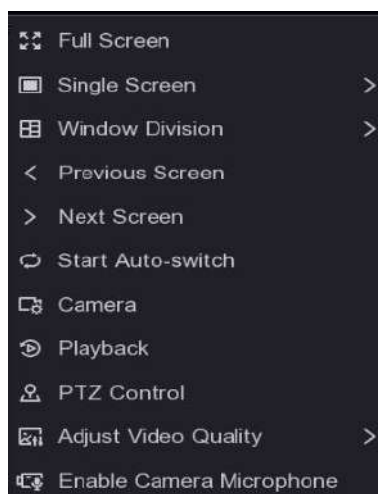 Full Screen
Single Screen
Window Division
Previous Screen
Next Screen
Start Auto-switch
Camera
Playback
PTZ Control
Adjust Video Quality
Enable Camera Microphone